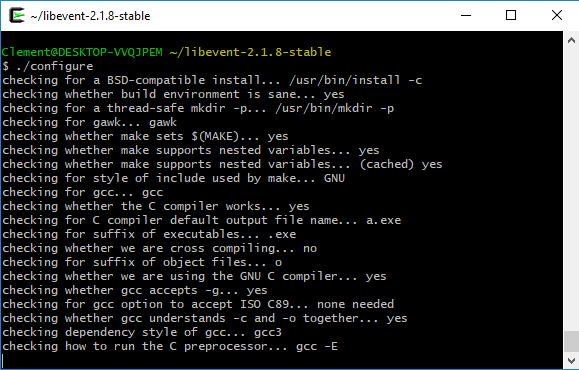 ~/libevent-2.1.8-stable
Clement@DESKTOP-VVQJPEM ~/libevent-2.1.8-stable
$ ./configure
checking for a BSD-compatible install... /usr/bin/install -c
checking whether build environment is sane... yes
checking for a thread-safe mkdir -p... /usr/bin/mkdir -p
checking for gawk... gawk
checking whether make sets $(MAKE)... yes
checking whether make supports nested variables... yes
checking whether make supports nested variables... (cached) yes
checking for style of include used by make... GNU
checking for gcc... gcc
checking whether the C compiler works... yes
checking for C compiler default output file name... a.exe
checking for suffix of executables... .exe
checking whether we are cross compiling... no
checking for suffix of object files... o
checking whether we are using the GNU C compiler... yes
checking whether gcc accepts -g... yes
checking for gcc option to accept ISO C89... none needed
checking whether gcc understands -c and -o together... yes
checking dependency style of gcc... gcc3
checking how to run the C preprocessor... gcc -E